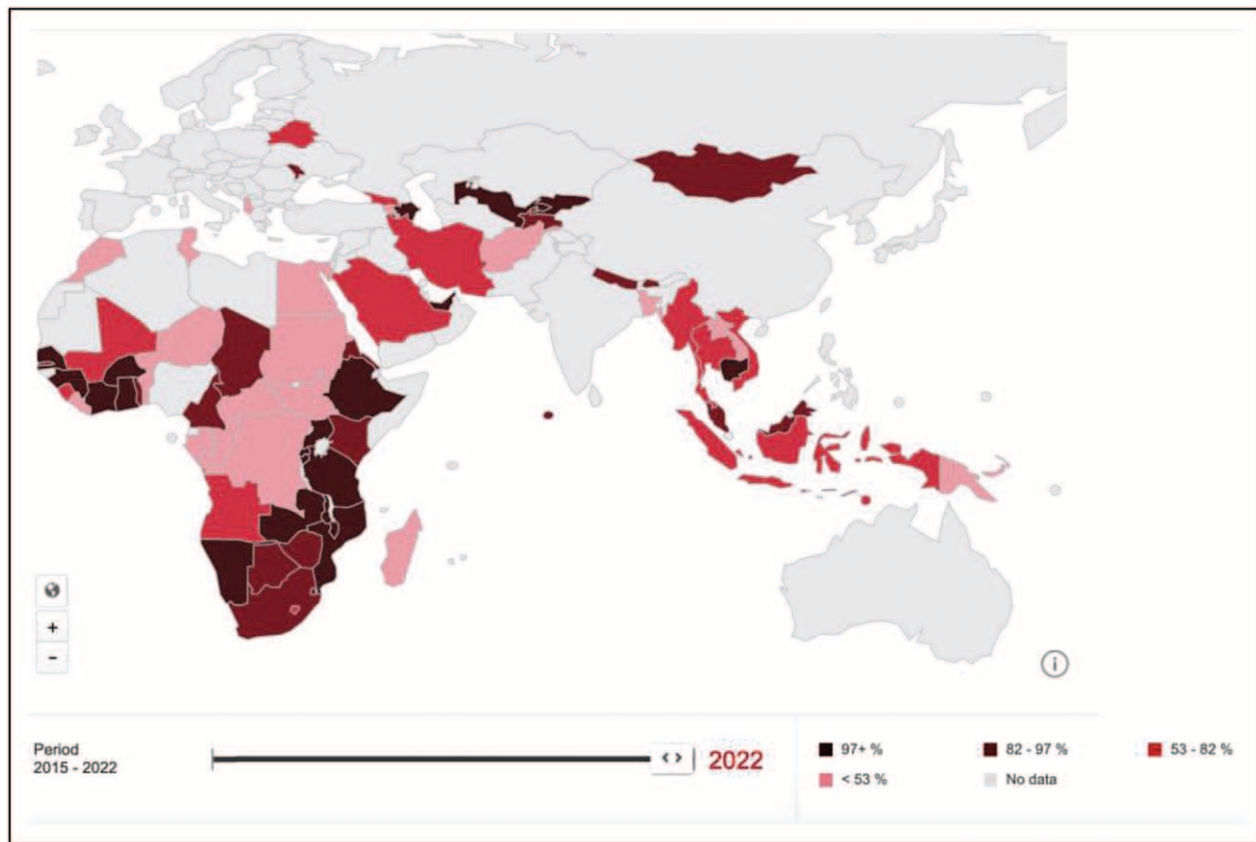 +
−
i
Period
2015 - 2022
< >
2022
97+ %
82 - 97 %
53 - 82 %
< 53 %
No data